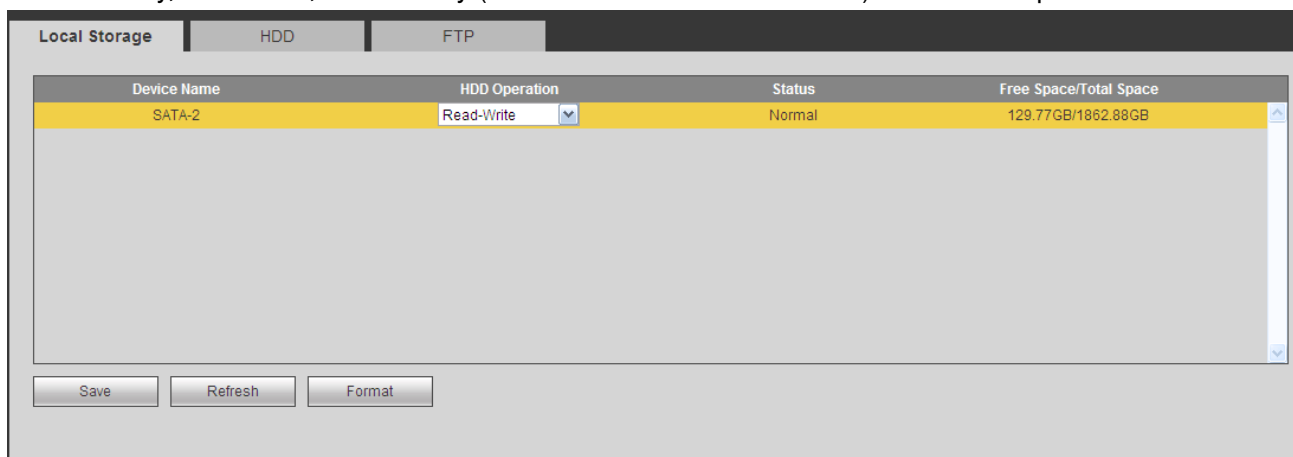 Local Storage HDD FTP
Device Name HDD Operation Status Free Space/Total Space
SATA-2 Read-Write Normal 129.77GB/1862.88GB
Save Refresh Format